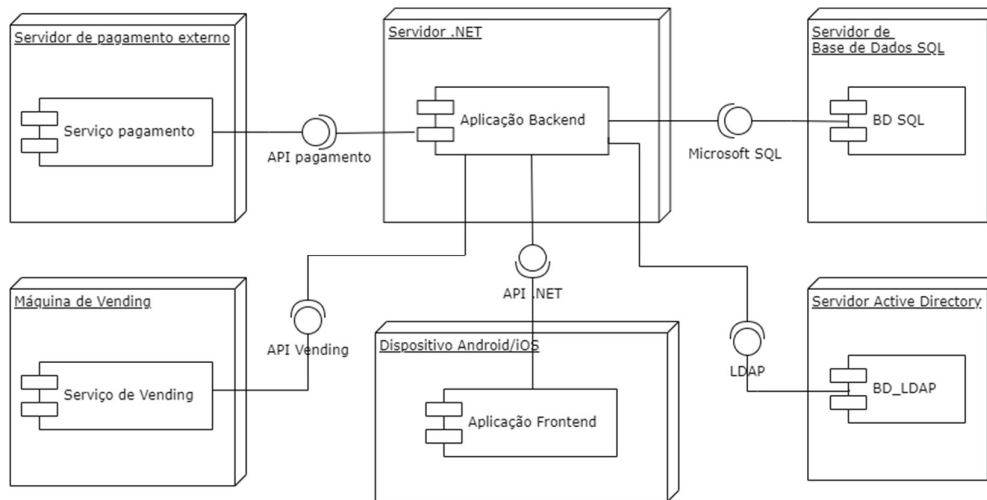 Servidor de pagamento externo
Serviço pagamento
API pagamento
Servidor .NET
Aplicação Backend
Microsoft SQL
Servidor de
Base de Dados SQL
BD SQL
Máquina de Vending
Serviço de Vending
API Vending
API .NET
Dispositivo Android/iOS
Aplicação Frontend
LDAP
Servidor Active Directory
BD_LDAP